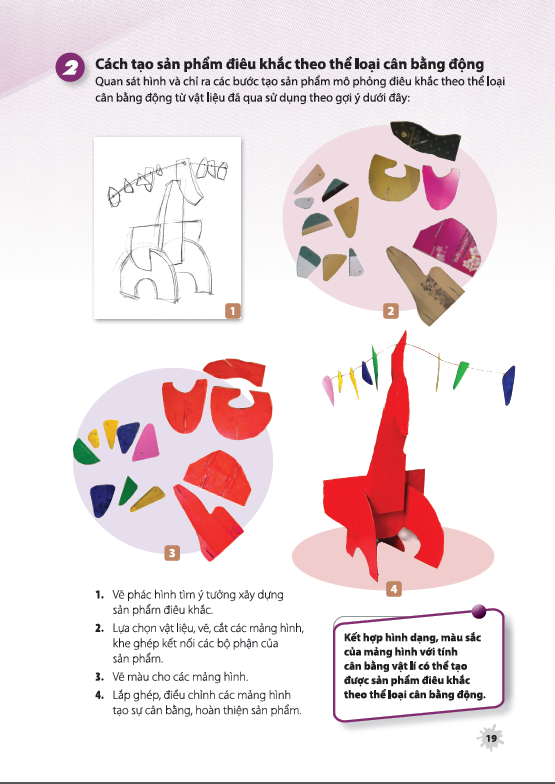 2
Cách tạo sản phẩm điêu khắc theo thể loại cân bằng động
Quan sát hình và chỉ ra các bước tạo sản phẩm mô phỏng điêu khắc theo thể loại
cân bằng động từ vật liệu đã qua sử dụng theo gợi ý dưới đây:
1
2
3
4
1. Vẽ phác hình tìm ý tưởng xây dựng
sản phẩm điêu khắc.
2. Lựa chọn vật liệu, vẽ, cắt các mảng hình,
khe ghép kết nối các bộ phận của
sản phẩm.
3. Vẽ màu cho các mảng hình.
4. Lắp ghép, điều chỉnh các mảng hình
tạo sự cân bằng, hoàn thiện sản phẩm.
Kết hợp hình dạng, màu sắc
của mảng hình với tính
cân bằng vật lí có thể tạo
được sản phẩm điêu khắc
theo thể loại cân bằng động.
19